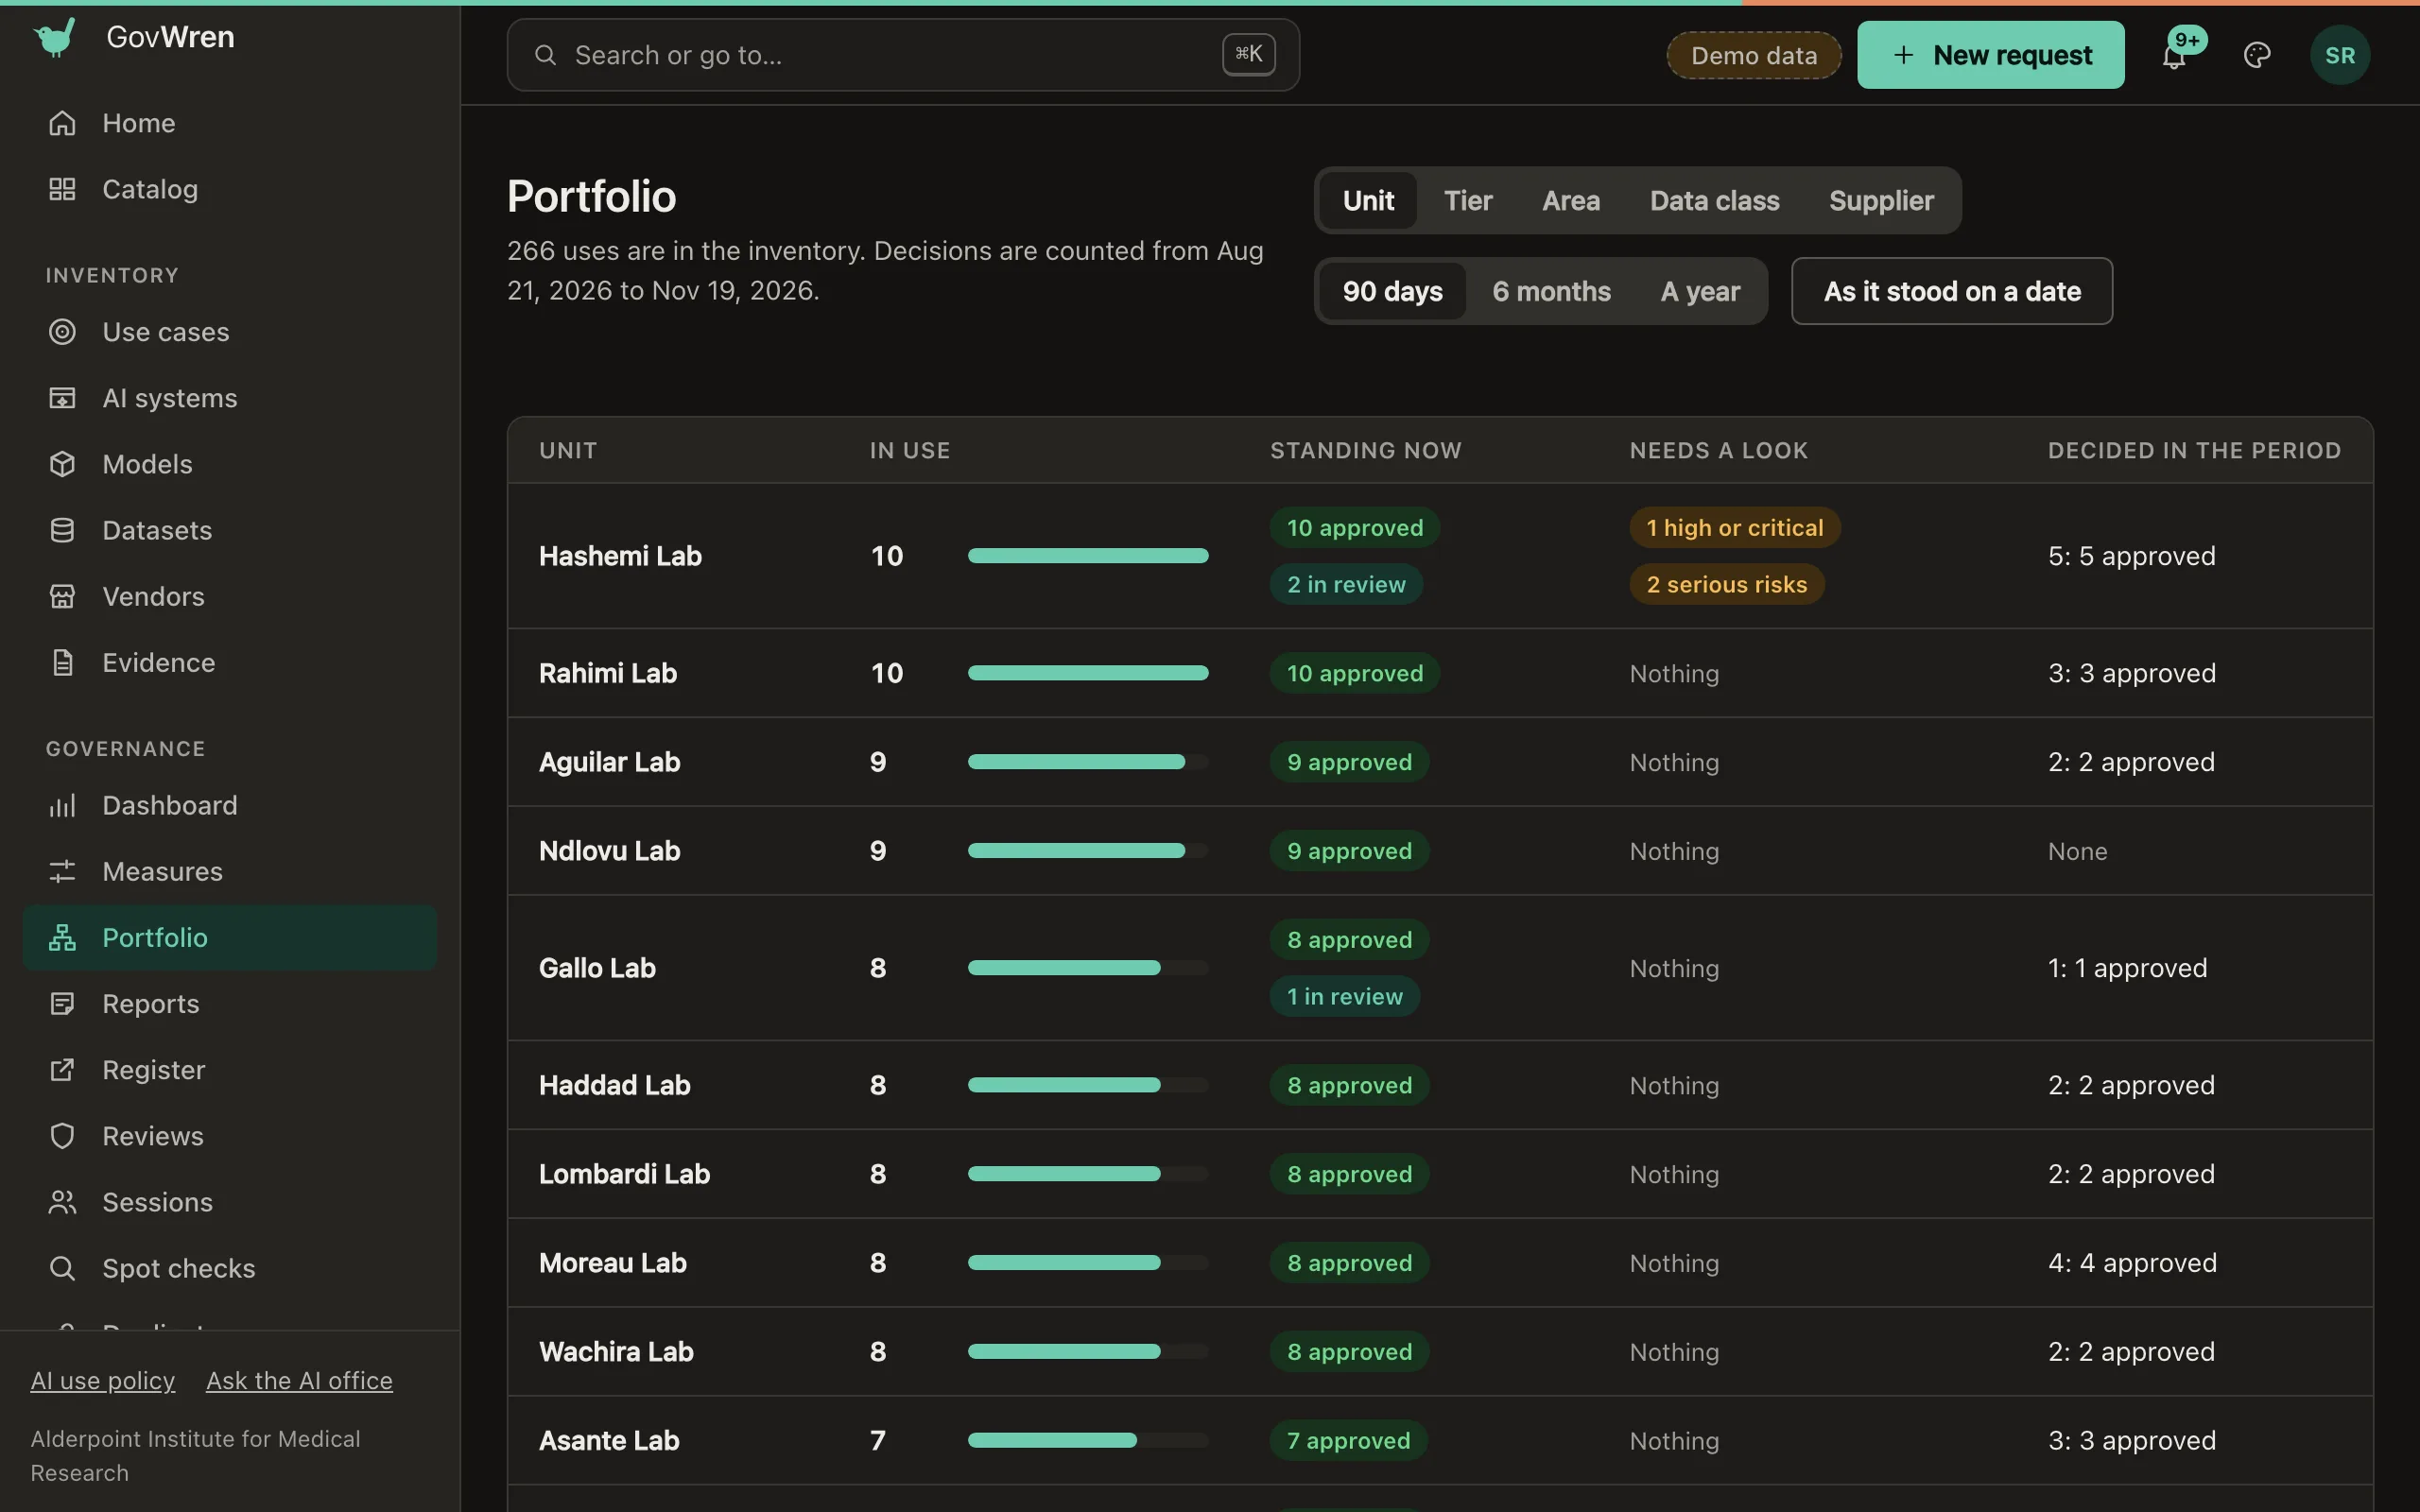 GovWren
Search or go to...
⌘K
Demo data
+ New request
9+
SR
Home
Catalog
INVENTORY
Use cases
AI systems
Models
Datasets
Vendors
Evidence
GOVERNANCE
Dashboard
Measures
Portfolio
Reports
Register
Reviews
Sessions
Spot checks
AI use policy
Ask the AI office
Alderpoint Institute for Medical
Research
Portfolio
266 uses are in the inventory. Decisions are counted from Aug
21, 2026 to Nov 19, 2026.
Unit Tier Area Data class Supplier
90 days 6 months A year
As it stood on a date
UNIT IN USE STANDING NOW NEEDS A LOOK DECIDED IN THE PERIOD
Hashemi Lab 10 10 approved 1 high or critical 5: 5 approved
2 in review 2 serious risks
Rahimi Lab 10 10 approved Nothing 3: 3 approved
Aguilar Lab 9 9 approved Nothing 2: 2 approved
Ndlovu Lab 9 9 approved Nothing None
Gallo Lab 8 8 approved Nothing 1: 1 approved
1 in review
Haddad Lab 8 8 approved Nothing 2: 2 approved
Lombardi Lab 8 8 approved Nothing 2: 2 approved
Moreau Lab 8 8 approved Nothing 4: 4 approved
Wachira Lab 8 8 approved Nothing 2: 2 approved
Asante Lab 7 7 approved Nothing 3: 3 approved